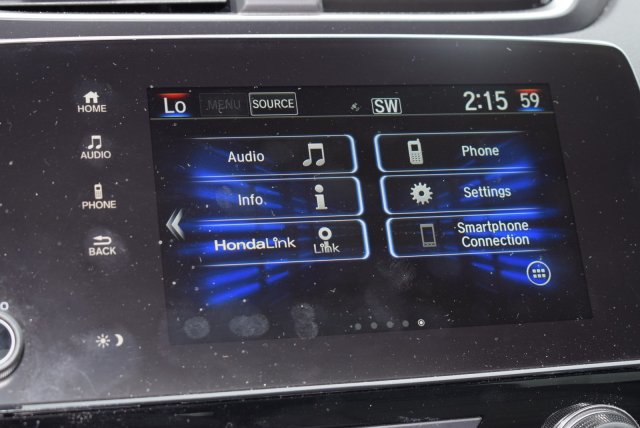 Lo MENU SOURCE SW 2:15 59
HOME
AUDIO
PHONE
BACK
Audio
Phone
Info
i
Settings
HondaLink
Link
Smartphone
Connection